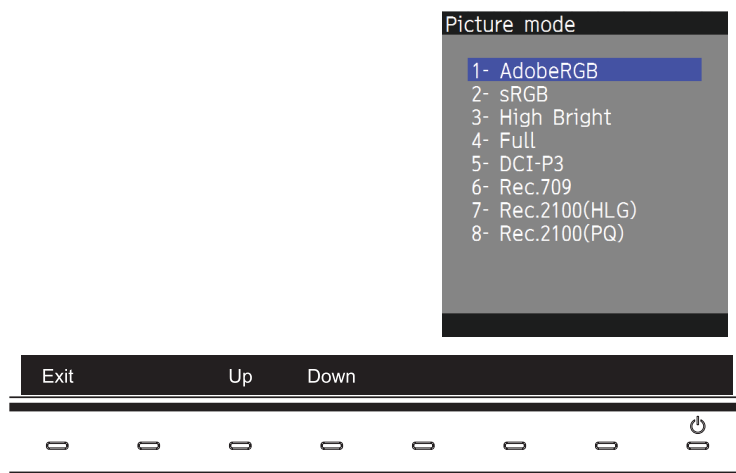 Picture mode
1- AdobeRGB
2- sRGB
3- High Bright
4- Full
5- DCI-P3
6- Rec.709
7- Rec.2100(HLG)
8- Rec.2100(PQ)
Exit Up Down